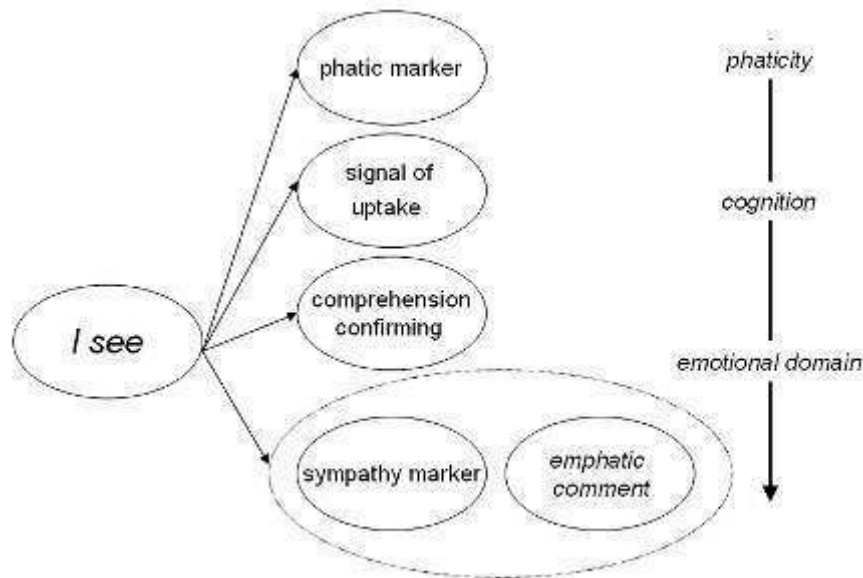 phatic marker
phaticity
signal of
uptake
cognition
comprehension
confirming
I see
emotional domain
sympathy marker
emphatic
comment